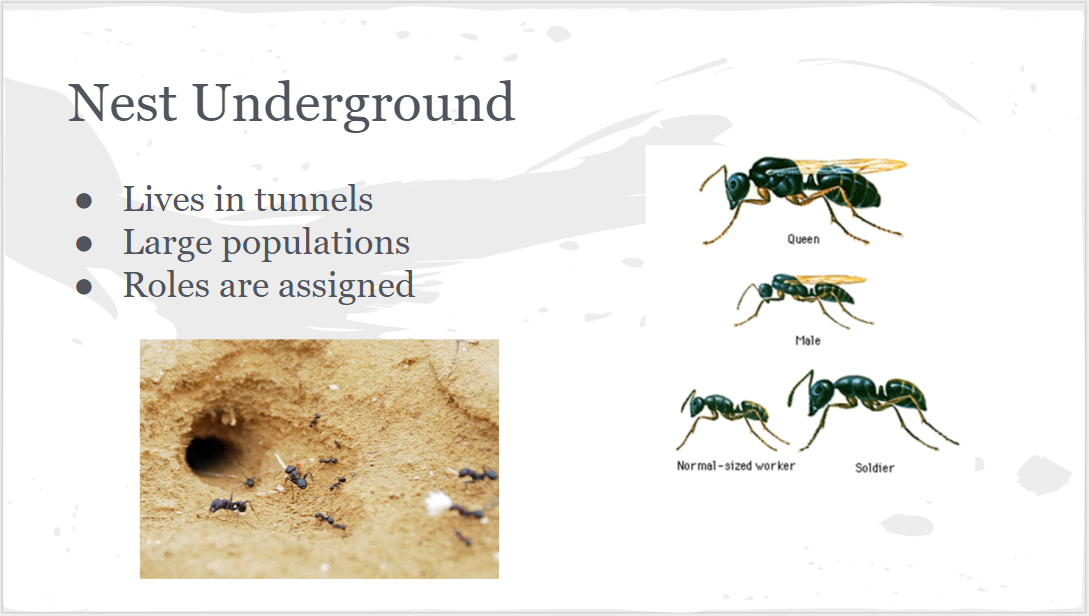 Nest Underground
● Lives in tunnels
● Large populations
● Roles are assigned
Queen
Male
Normal-sized worker
Soldier